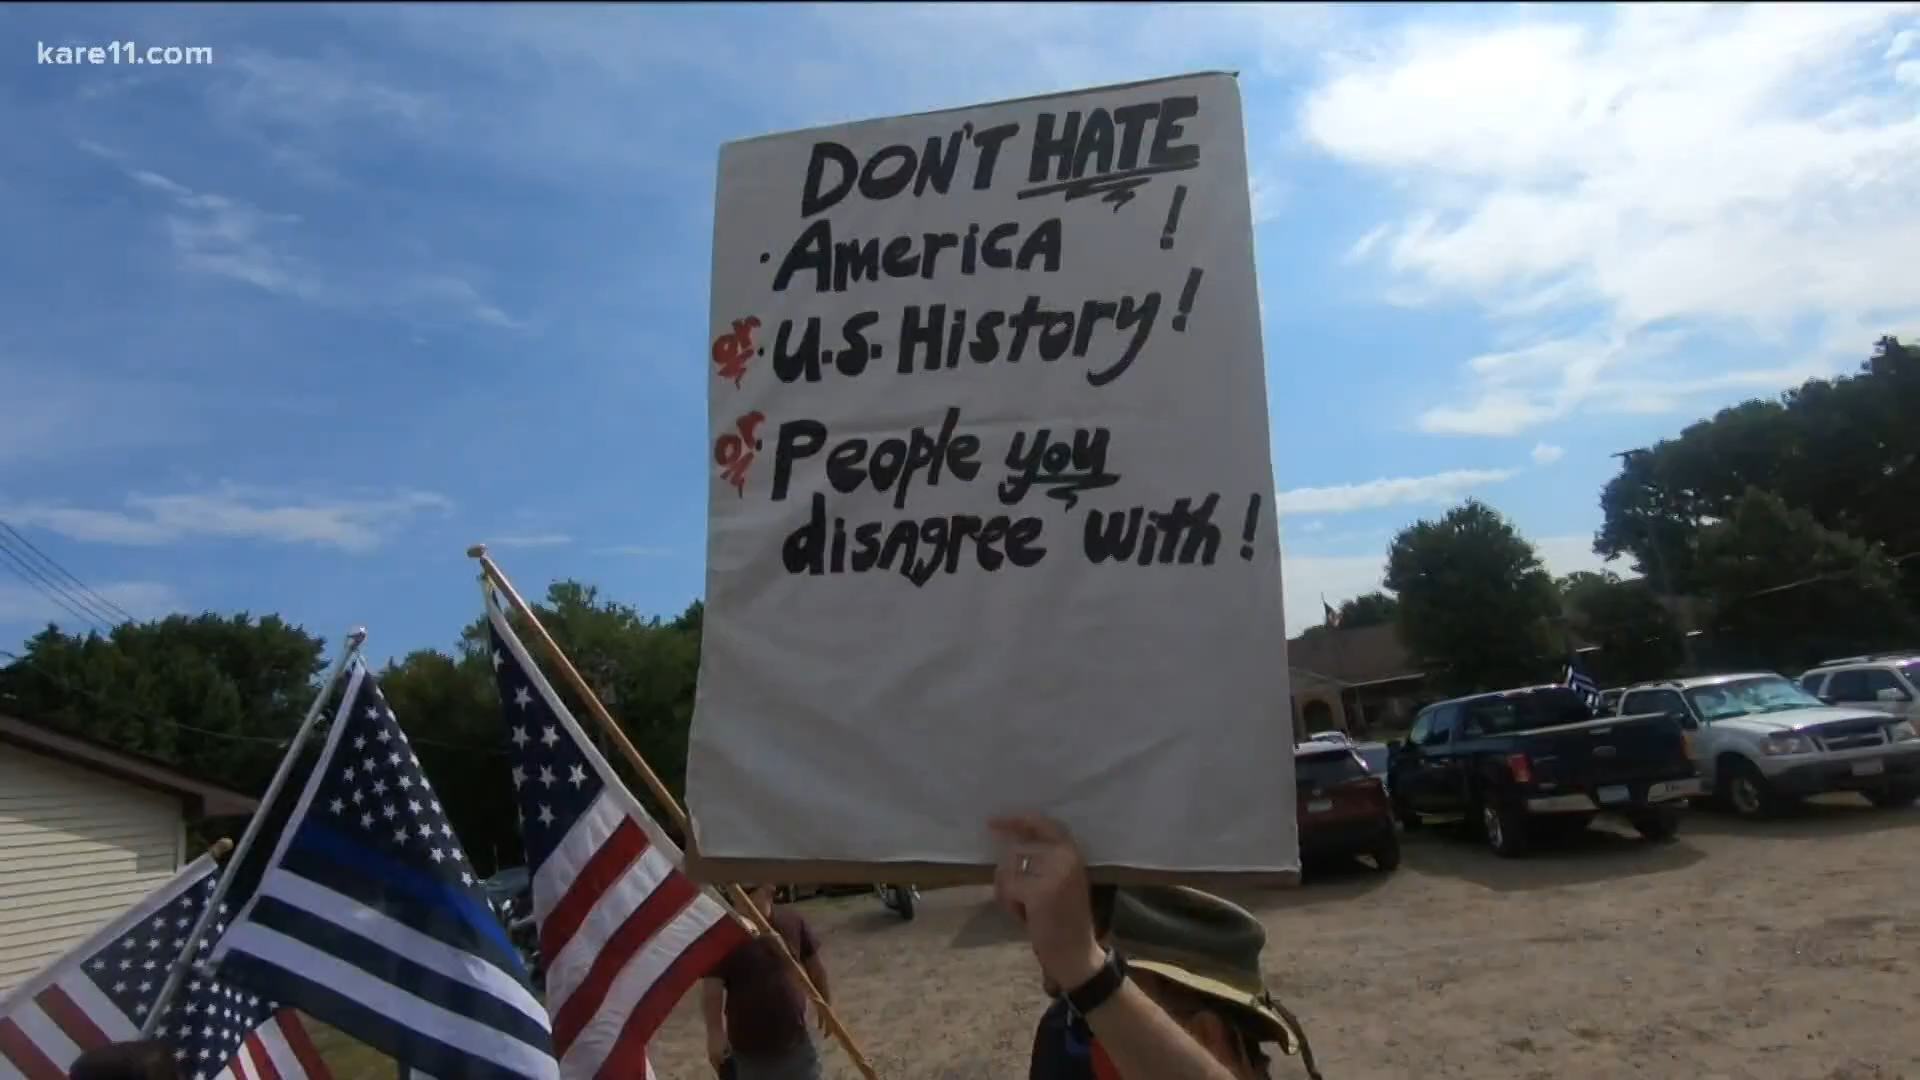 kare11.com
DON'T HATE
· America !
or · U.S. History!
or · People you
disagree with!